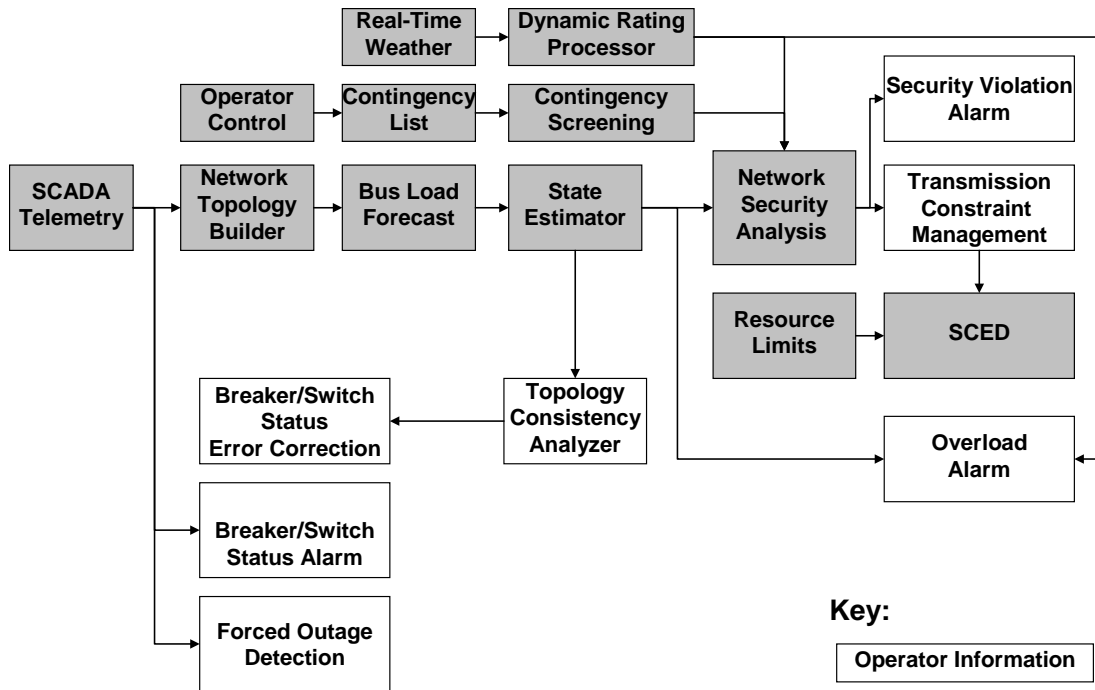 Real-Time
Weather
Dynamic Rating
Processor
Operator
Control
Contingency
List
Contingency
Screening
Security Violation
Alarm
SCADA
Telemetry
Network
Topology
Builder
Bus Load
Forecast
State
Estimator
Network
Security
Analysis
Transmission
Constraint
Management
Resource
Limits
SCED
Breaker/Switch
Status
Error Correction
Topology
Consistency
Analyzer
Overload
Alarm
Breaker/Switch
Status Alarm
Forced Outage
Detection
Key:
Operator Information